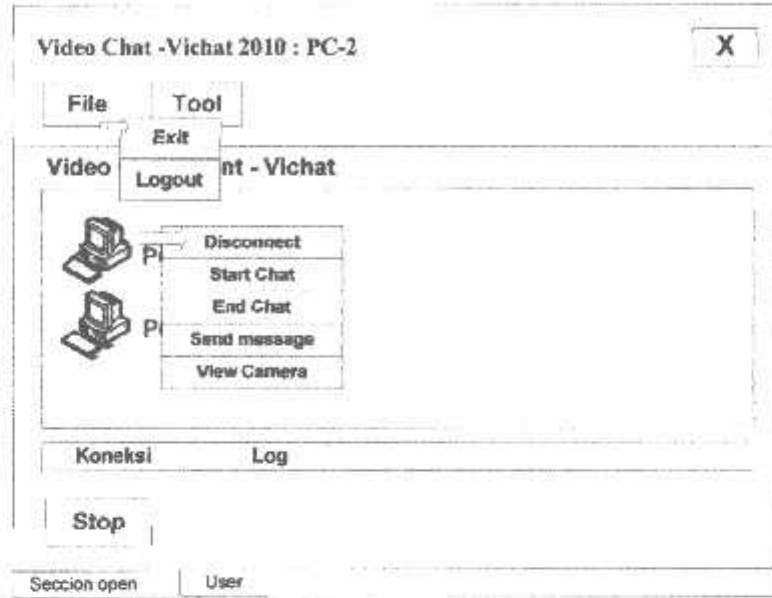 Video Chat -Vichat 2010 : PC-2
X
File Tool
Exit
Logout
Video nt - Vichat
Disconnect
Start Chat
End Chat
Send message
View Camera
Koneksi Log
Stop
Seccion open User